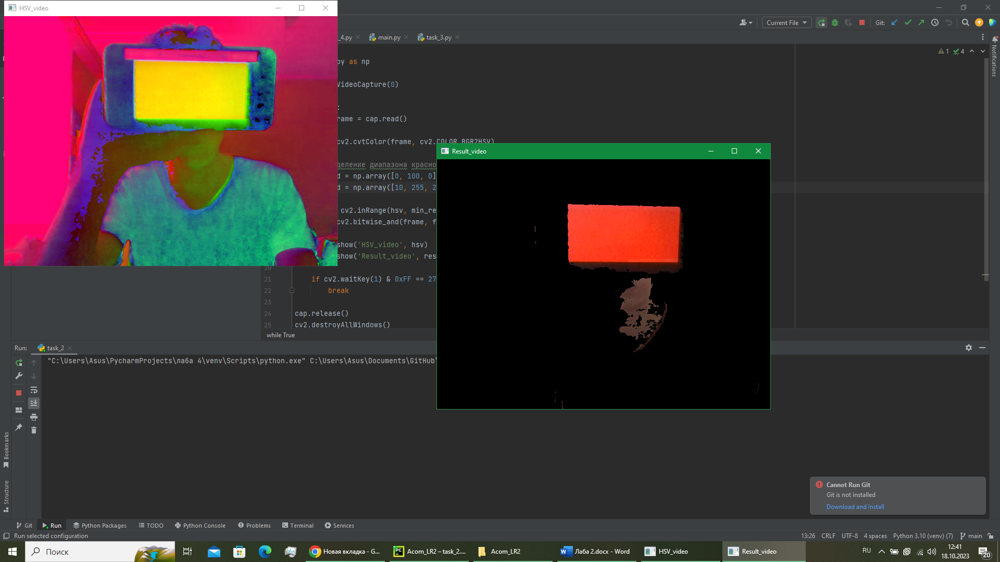 HSV_video
Current File
Git:
_4.py
main.py
task_3.py
1
4
Notifications
py as np
VideoCapture(0)
:
rame = cap.read()
cv2.cvtColor(frame, cv2.COLOR_BGR2HSV)
Result_video
деление диапазона красно
d = np.array([0, 100, 0]
d = np.array([10, 255, 2
cv2.inRange(hsv, min_re
cv2.bitwise_and(frame, f
show('HSV_video', hsv)
show('Result_video', res
20
21 if cv2.waitKey(1) & 0xFF == 27
22 break
23
24 cap.release()
25 cv2.destroyAllWindows()
while True
Run:
task_2
"C:\Users\Asus\PycharmProjects\лаба 4\venv\Scripts\python.exe" C:\Users\Asus\Documents\GitHub\
Bookmarks
Structure
Cannot Run Git
Git is not installed
Download and Install
Git
Run
Python Packages
TODO
Python Console
Problems
Terminal
Services
Run selected configuration
13:26
CRLF
UTF-8
4 spaces
Python 3.10 (venv) (7)
main
Поиск
Новая вкладка - G...
Acom_LR2 – task_2....
Acom_LR2
Лаба 2.docx - Word
HSV_video
Result_video
RU
12:41
18.10.2023
20